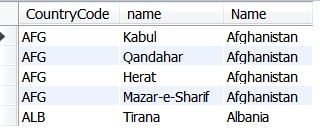 CountryCode name Name
AFG Kabul Afghanistan
AFG Qandahar Afghanistan
AFG Herat Afghanistan
AFG Mazar-e-Sharif Afghanistan
ALB Tirana Albania